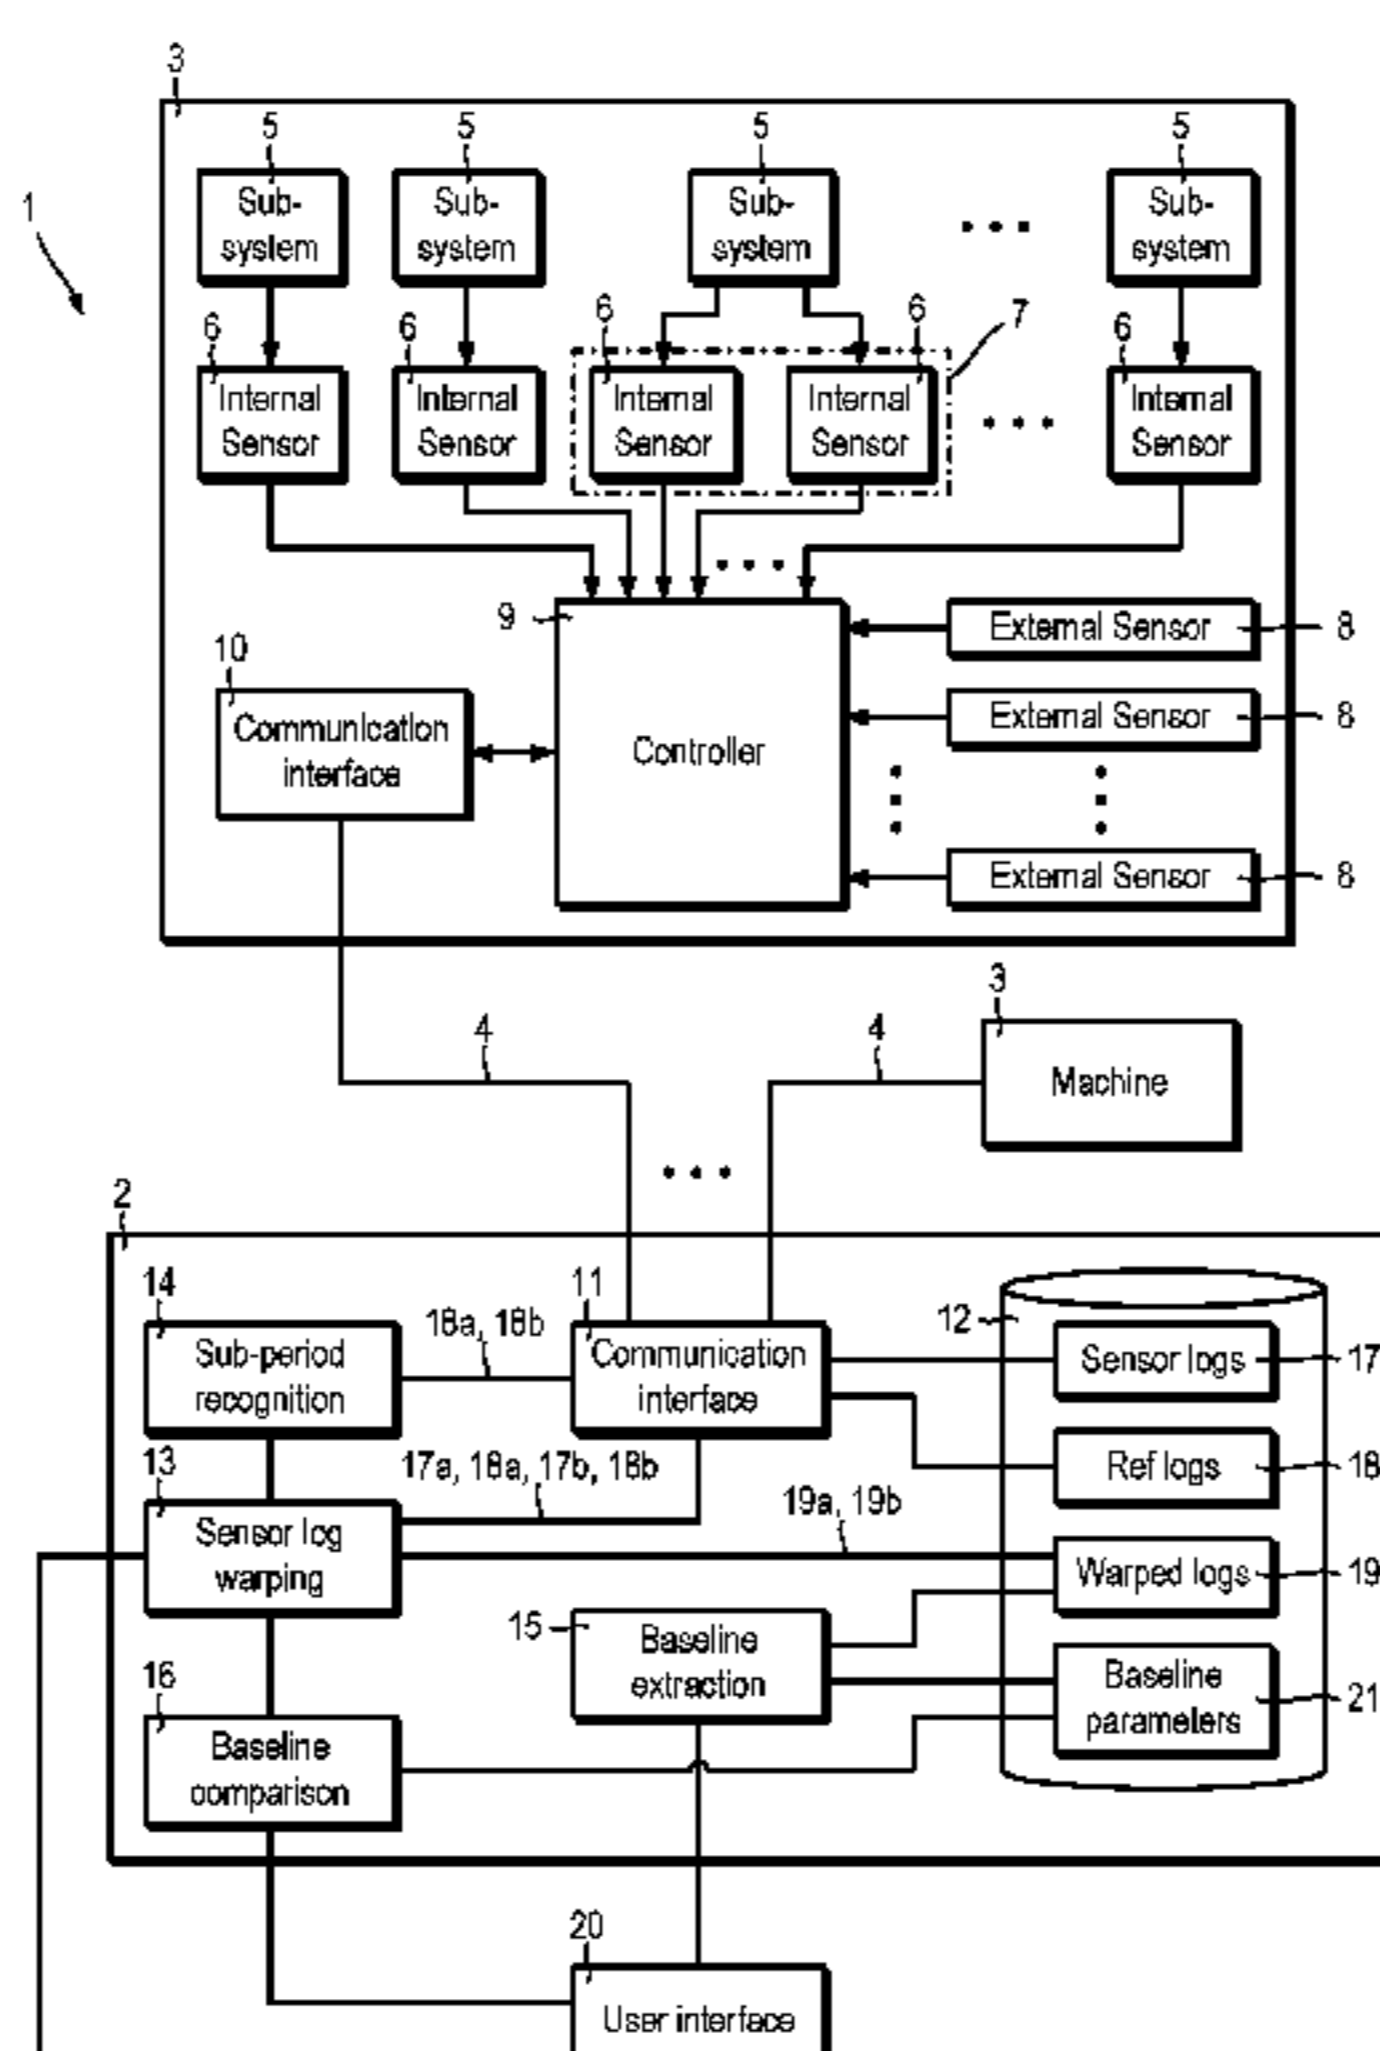 3
5 5 5 5
1
Sub-
system
Sub-
system
Sub-
system
Sub-
system
6 6 6 6 7 6
Internal
Sensor
Internal
Sensor
Internal
Sensor
Internal
Sensor
Internal
Sensor
9
External Sensor
8
10
Communication
interface
Controller
External Sensor
8
External Sensor
8
3
4
4
Machine
2
14
11
18a, 18b
12
Sub-period
recognition
Communication
interface
Sensor logs
17
13
17a, 18a, 17b, 18b
Ref logs
18
19a, 19b
Sensor log
warping
Warped logs
19
15
Baseline
extraction
16
Baseline
parameters
21
Baseline
comparison
20
User interface